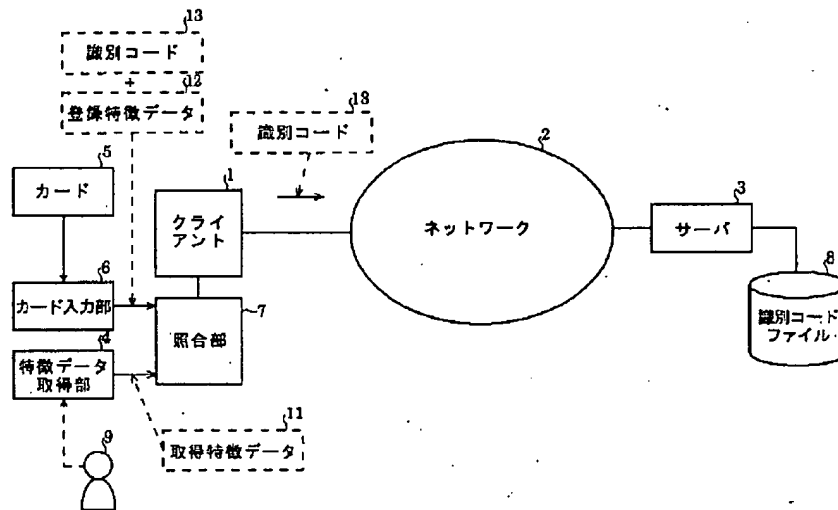 13
識別コード
+
12
登録特徴データ
13
識別コード
5
カード
1
クライ
アント
2
ネットワーク
3
サーバ
6
カード入力部
7
照合部
8
識別コード
ファイル
4
特徴データ
取得部
11
取得特徴データ
9